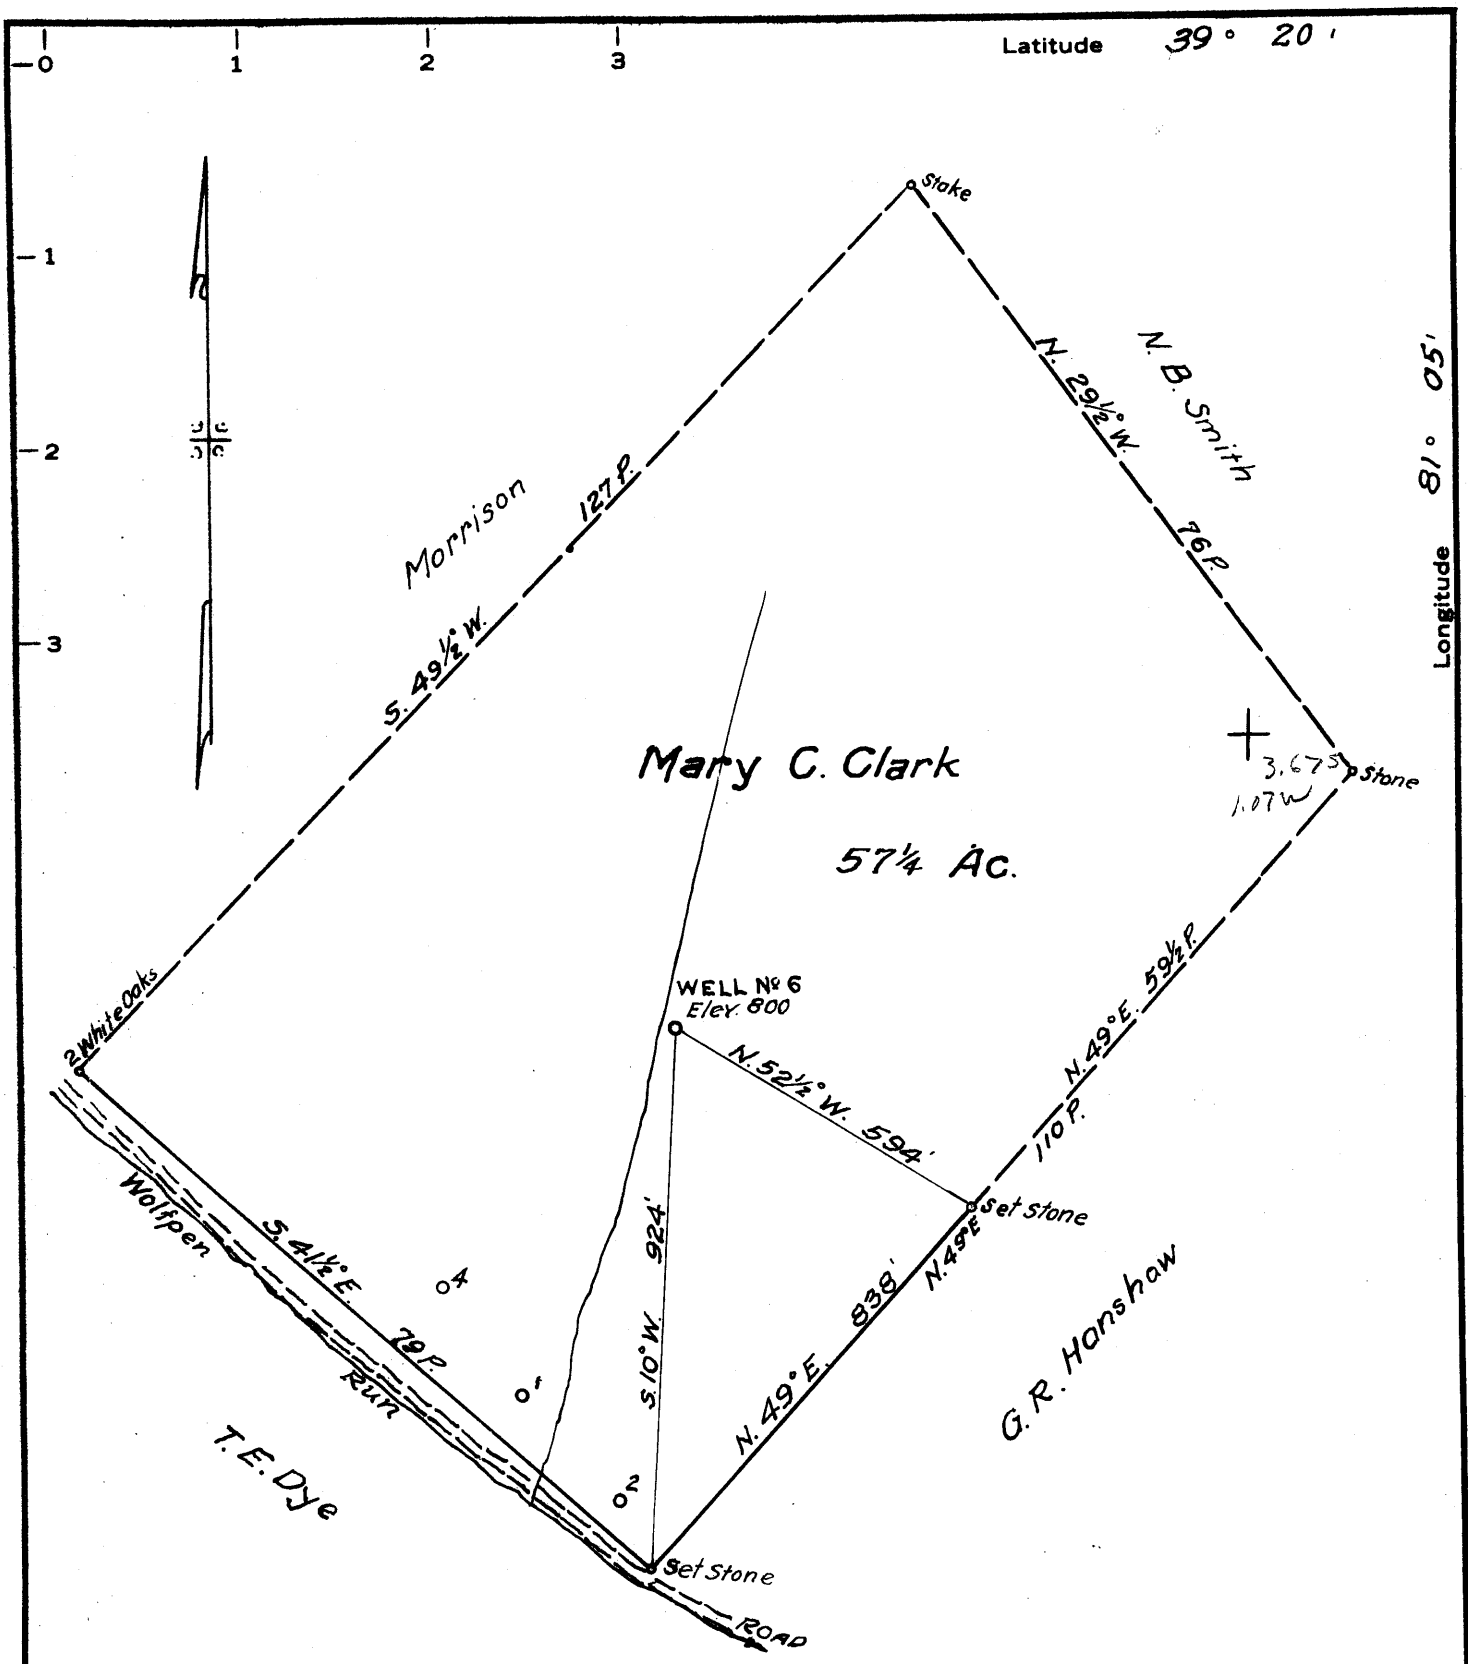 0 1 2 3 Latitude 39° 20'
1
2
3
Longitude 81° 05'
Stake
N. 29½° W. 76 P.
N. B. Smith
Morrison
S. 49½° W. 127 P.
Mary C. Clark
57¼ Ac.
3.67 S
1.07 W
Stone
N. 49° E. 59½ P.
110 P.
WELL № 6
Elev. 800
N. 52½° W. 594'
2 White Oaks
Set Stone
N. 49° E
Wolfpen Run
S. 41½° E. 79 P.
4
1
2
S. 10° W. 924'
N. 49° E. 838'
G. R. Hanshaw
T. E. Dye
Set Stone
ROAD